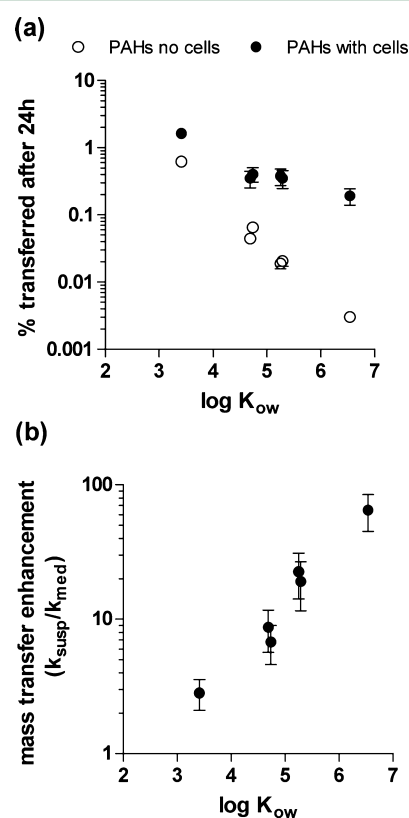 (a)
PAHs no cells
PAHs with cells
% transferred after 24h
10
1
0.1
0.01
0.001
2 3 4 5 6 7
log Kow
(b)
mass transfer enhancement
(ksusp/kmed)
100
10
1
2 3 4 5 6 7
log Kow